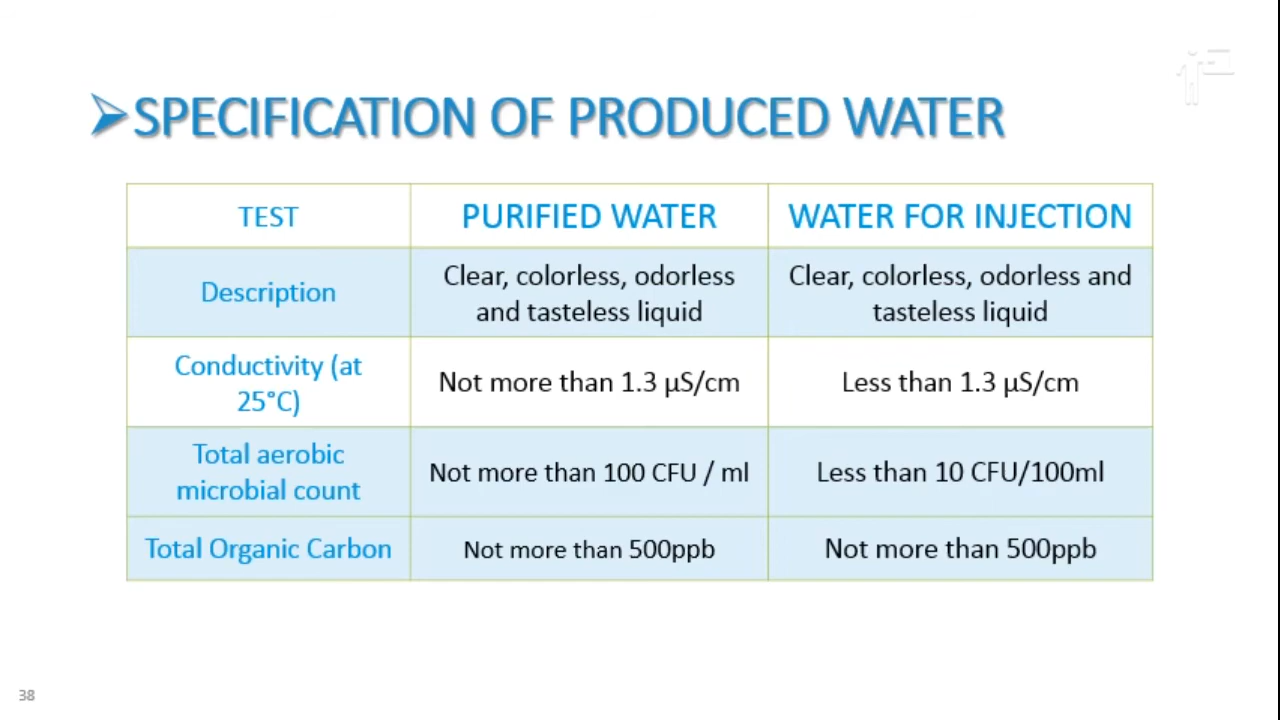 ➢SPECIFICATION OF PRODUCED WATER
TEST
PURIFIED WATER
WATER FOR INJECTION
Description
Clear, colorless, odorless
and tasteless liquid
Clear, colorless, odorless and
tasteless liquid
Conductivity (at
25°C)
Not more than 1.3 µS/cm
Less than 1.3 µS/cm
Total aerobic
microbial count
Not more than 100 CFU / ml
Less than 10 CFU/100ml
Total Organic Carbon
Not more than 500ppb
Not more than 500ppb
38